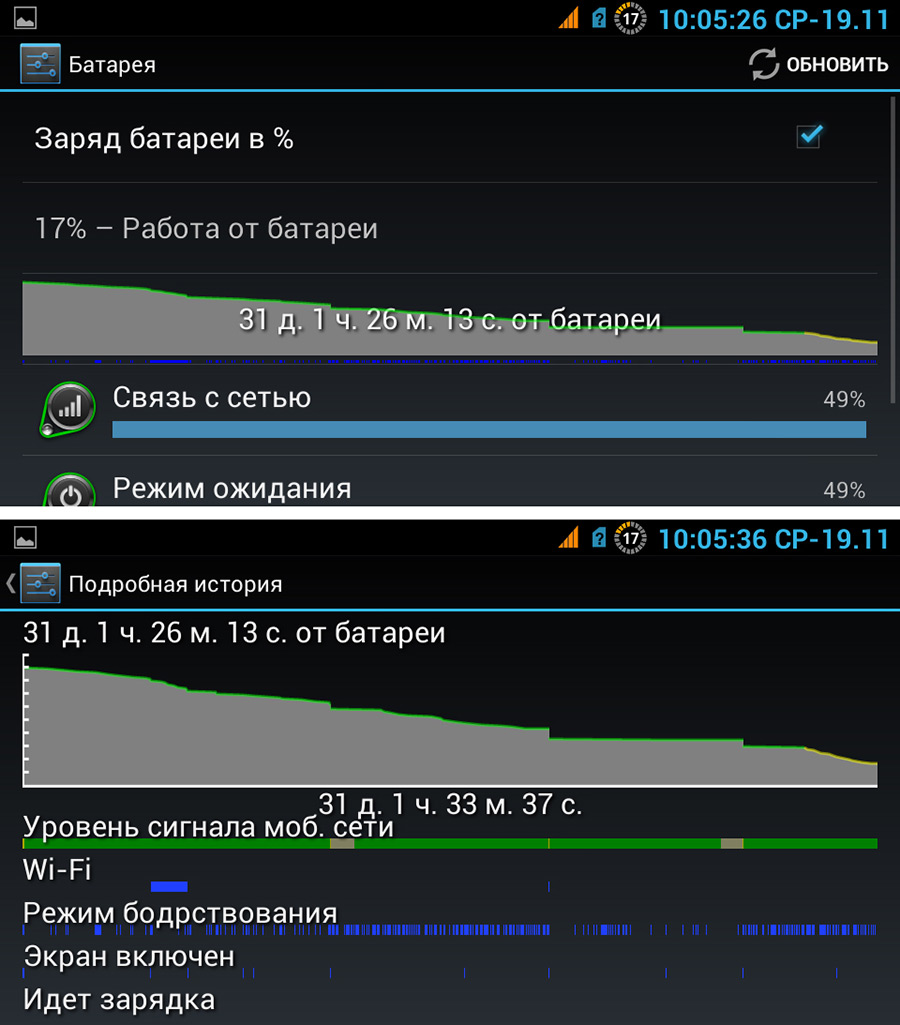 17 10:05:26 СР-19.11
Батарея ОБНОВИТЬ
Заряд батареи в %
17% – Работа от батареи
31 д. 1 ч. 26 м. 13 с. от батареи
Связь с сетью 49%
Режим ожидания 49%
17 10:05:36 СР-19.11
Подробная история
31 д. 1 ч. 26 м. 13 с. от батареи
31 д. 1 ч. 33 м. 37 с.
Уровень сигнала моб. сети
Wi-Fi
Режим бодрствования
Экран включен
Идет зарядка